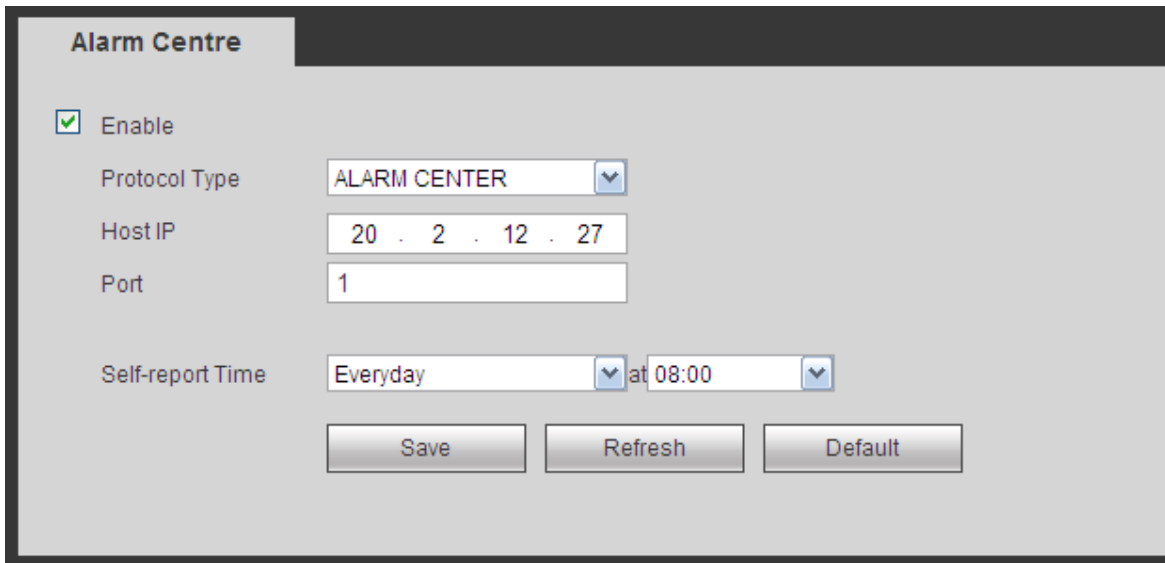 Alarm Centre
Enable
Protocol Type ALARM CENTER
Host IP 20 . 2 . 12 . 27
Port 1
Self-report Time Everyday at 08:00
Save Refresh Default